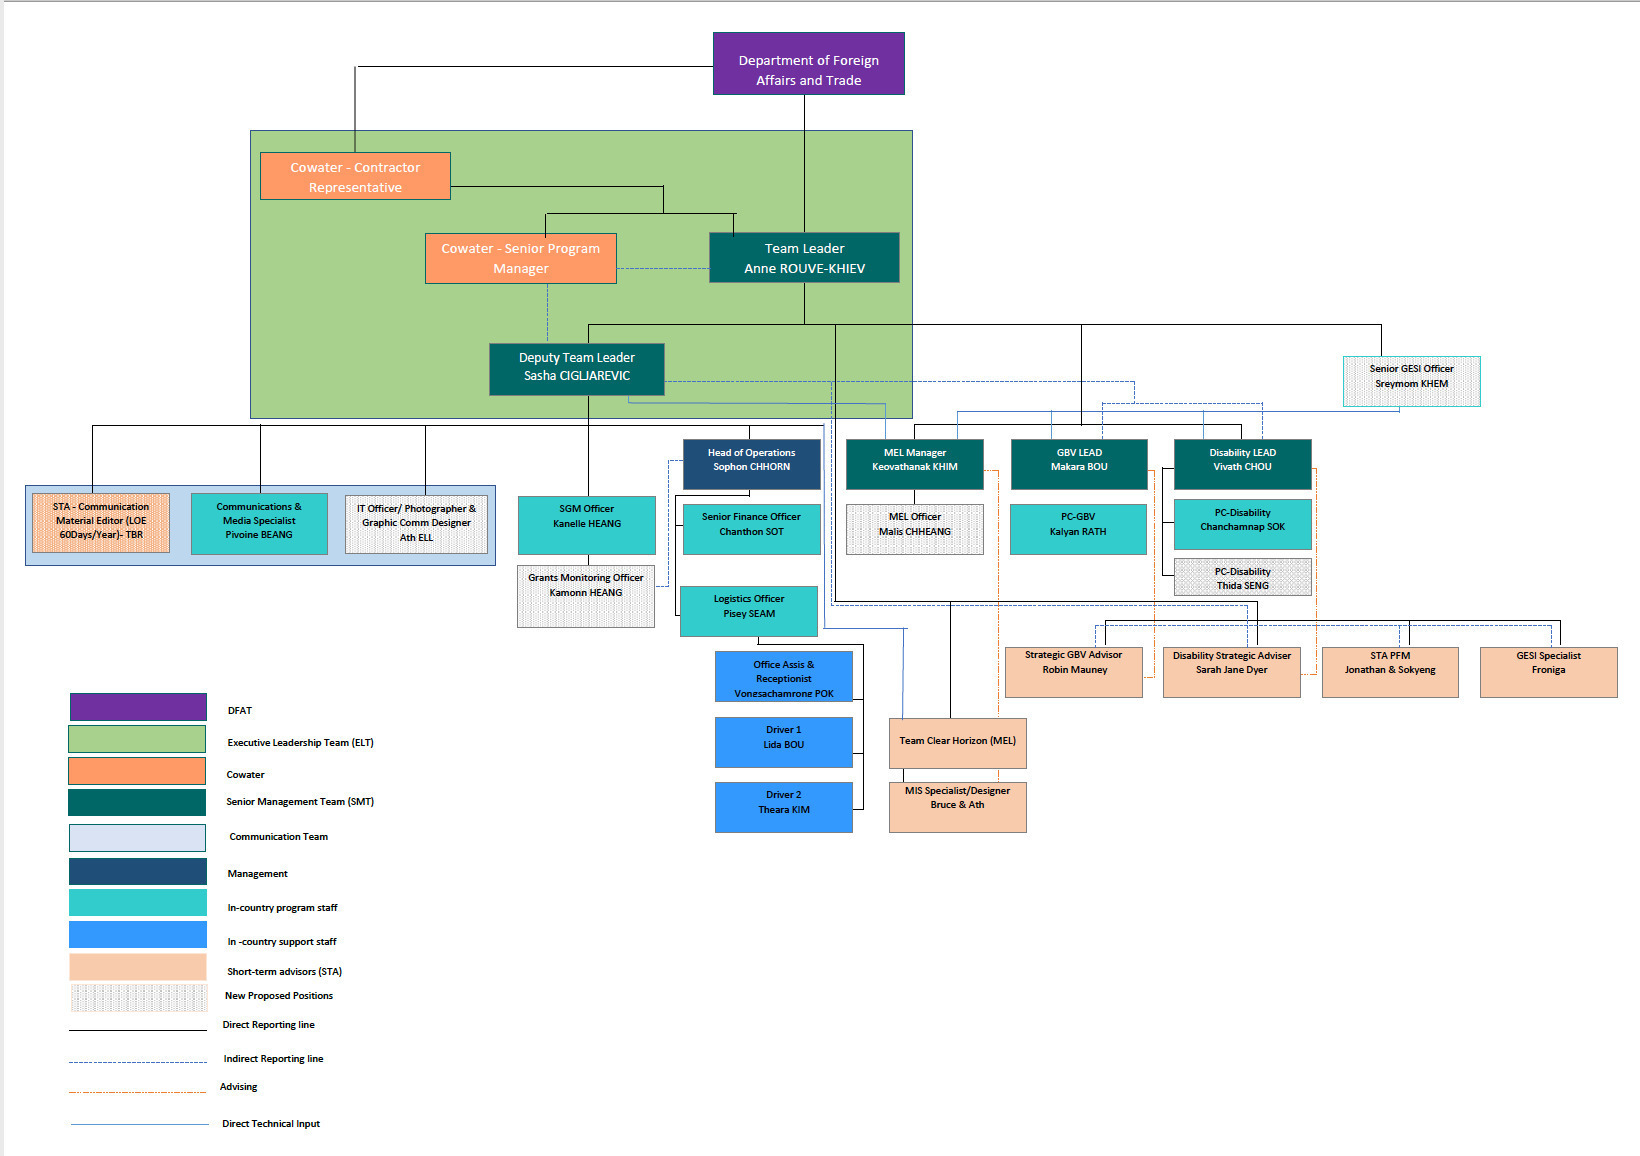 Department of Foreign
Affairs and Trade
Cowater - Contractor
Representative
Cowater - Senior Program
Manager
Team Leader
Anne ROUVE-KHIEV
Deputy Team Leader
Sasha CIGLJAREVIC
Senior GESI Officer
Sreymom KHEM
Head of Operations
Sophon CHHORN
MEL Manager
Keovathanak KHIM
GBV LEAD
Makara BOU
Disability LEAD
Vivath CHOU
STA - Communication
Material Editor (LOE
60Days/Year)- TBR
Communications &
Media Specialist
Pivoine BEANG
IT Officer/ Photographer &
Graphic Comm Designer
Ath ELL
SGM Officer
Kanelle HEANG
Senior Finance Officer
Chanthon SOT
MEL Officer
Malis CHHEANG
PC-GBV
Kalyan RATH
PC-Disability
Chanchamnap SOK
Grants Monitoring Officer
Kamonn HEANG
PC-Disability
Thida SENG
Logistics Officer
Pisey SEAM
Office Assis &
Receptionist
Vongsachamrone POK
Strategic GBV Advisor
Robin Mauney
Disability Strategic Adviser
Sarah Jane Dyer
STA PFM
Jonathan & Sokyeng
GESI Specialist
Froniga
Driver 1
Lida BOU
Team Clear Horizon (MEL)
Driver 2
Theara KIM
MIS Specialist/Designer
Bruce & Ath
DFAT
Executive Leadership Team (ELT)
Cowater
Senior Management Team (SMT)
Communication Team
Management
In-country program staff
In -country support staff
Short-term advisors (STA)
New Proposed Positions
Direct Reporting line
Indirect Reporting line
Advising
Direct Technical Input